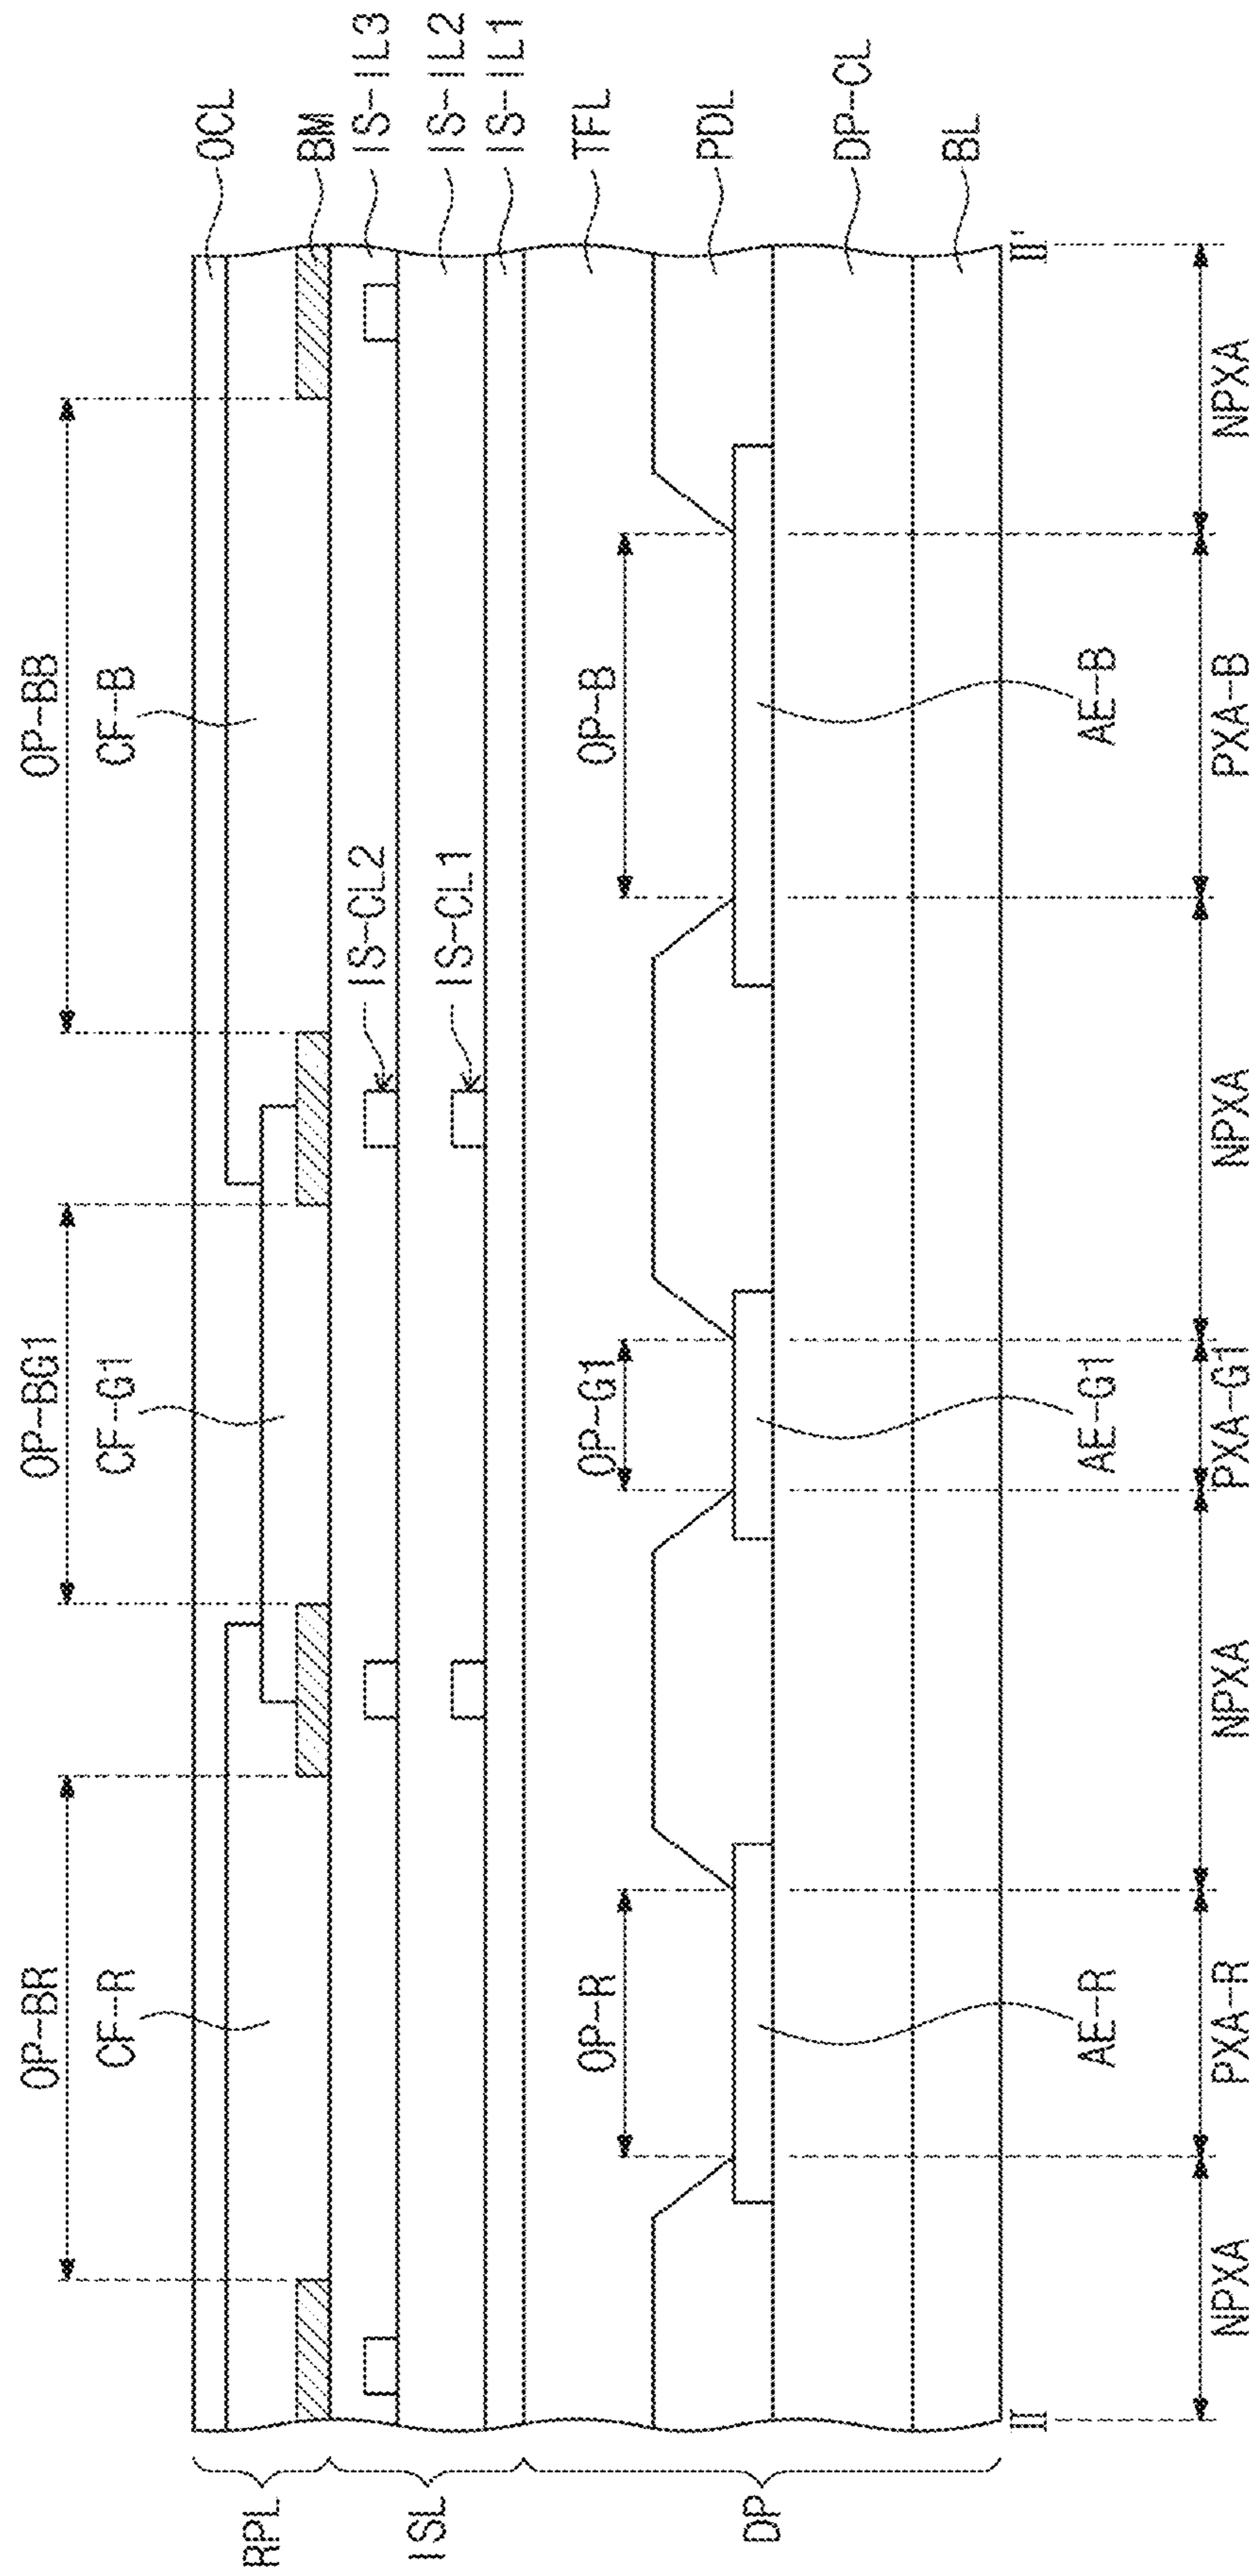 OP-BR
OP-BG1
OP-BB
CF-R
CF-G1
CF-B
OCL
BM
IS-IL3
IS-IL2
IS-IL1
TFL
PDL
DP-CL
BL
RPL
ISL
DP
IS-CL2
IS-CL1
OP-R
OP-G1
OP-B
II
II'
AE-R
AE-G1
AE-B
NPXA
PXA-R
NPXA
PXA-G1
NPXA
PXA-B
NPXA